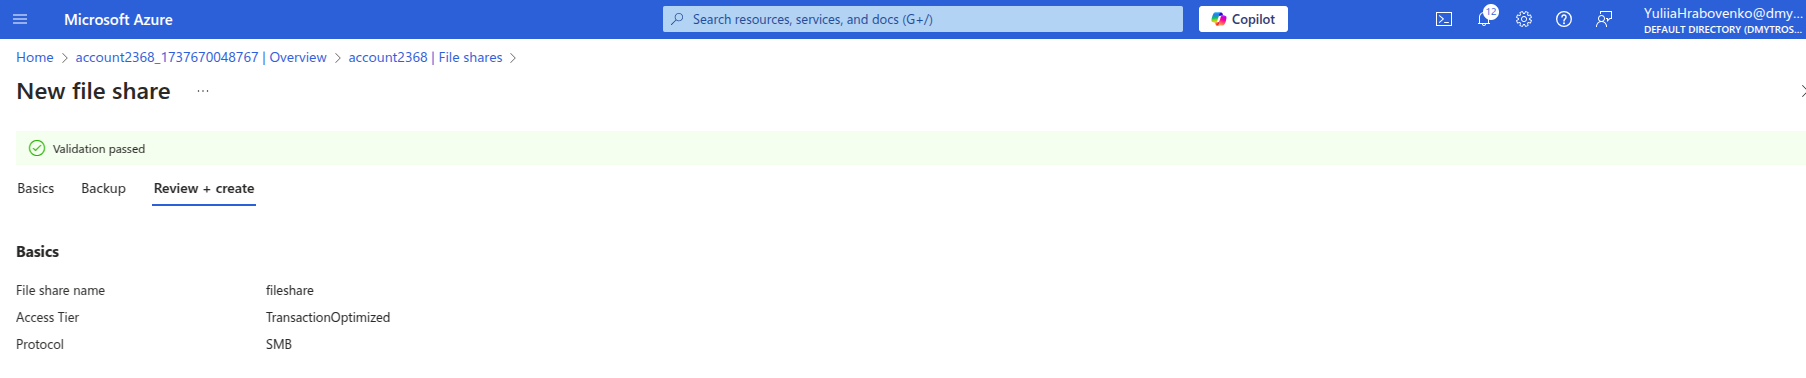 Microsoft Azure
Search resources, services, and docs (G+/)
Copilot
12
YuliiaHrabovenko@dmy...
DEFAULT DIRECTORY (DMYTROS...
Home > account2368_1737670048767 | Overview > account2368 | File shares >
New file share ...
Validation passed
Basics Backup Review + create
Basics
File share name fileshare
Access Tier TransactionOptimized
Protocol SMB